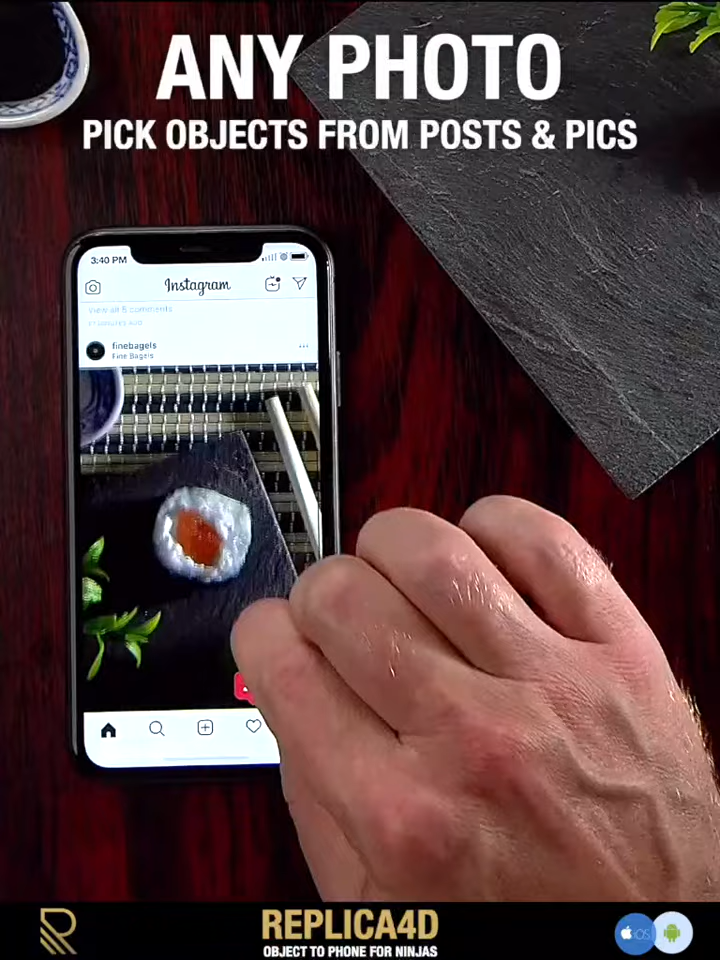 ANY PHOTO
PICK OBJECTS FROM POSTS & PICS
3:40 PM
Instagram
View all 5 comments
finebagels
Fine Bagels
REPLICA4D
OBJECT TO PHONE FOR NINJAS
iOS